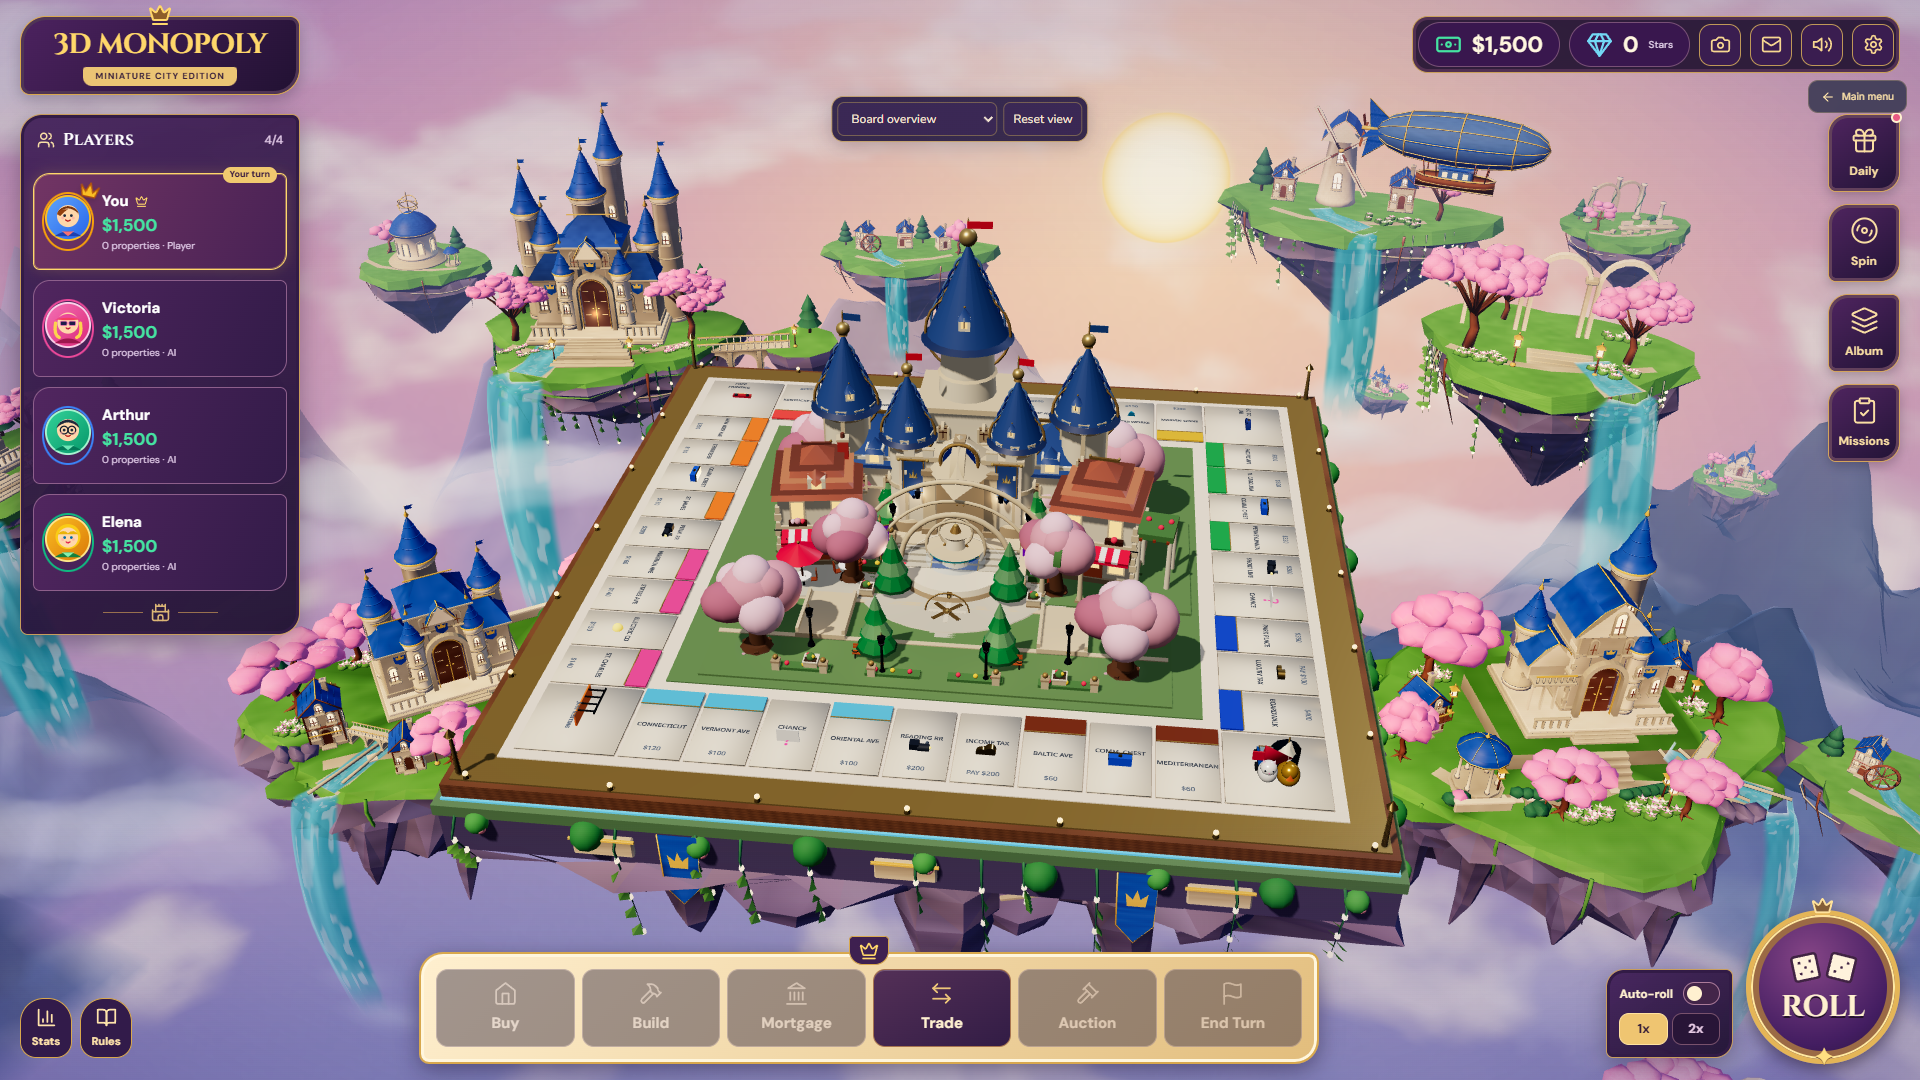 3D MONOPOLY
MINIATURE CITY EDITION
$1,500
0 Stars
Main menu
Board overview
Reset view
PLAYERS
4/4
Your turn
You
$1,500
0 properties · Player
Victoria
$1,500
0 properties · AI
Arthur
$1,500
0 properties · AI
Elena
$1,500
0 properties · AI
Daily
Spin
Album
Missions
CONNECTICUT
$120
VERMONT AVE
$100
CHANCE
ORIENTAL AVE
$100
READING RR
$200
INCOME TAX
PAY $200
BALTIC AVE
$60
COMM. CHEST
MEDITERRANEAN
$60
Buy
Build
Mortgage
Trade
Auction
End Turn
Stats
Rules
Auto-roll
1x
2x
ROLL